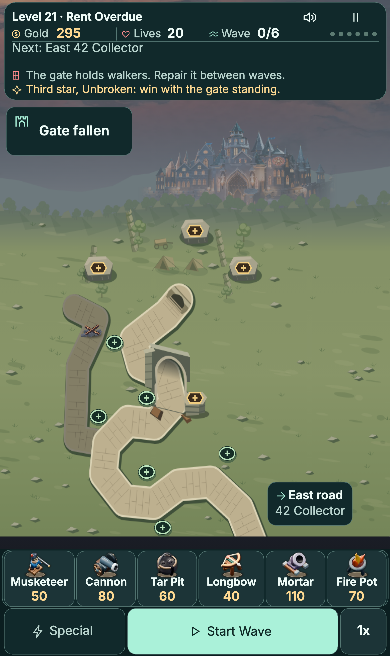 Level 21 · Rent Overdue
Gold 295 Lives 20 Wave 0/6
Next: East 42 Collector
The gate holds walkers. Repair it between waves.
Third star, Unbroken: win with the gate standing.
Gate fallen
→ East road
42 Collector
Musketeer Cannon Tar Pit Longbow Mortar Fire Pot
50 80 60 40 110 70
Special Start Wave 1x